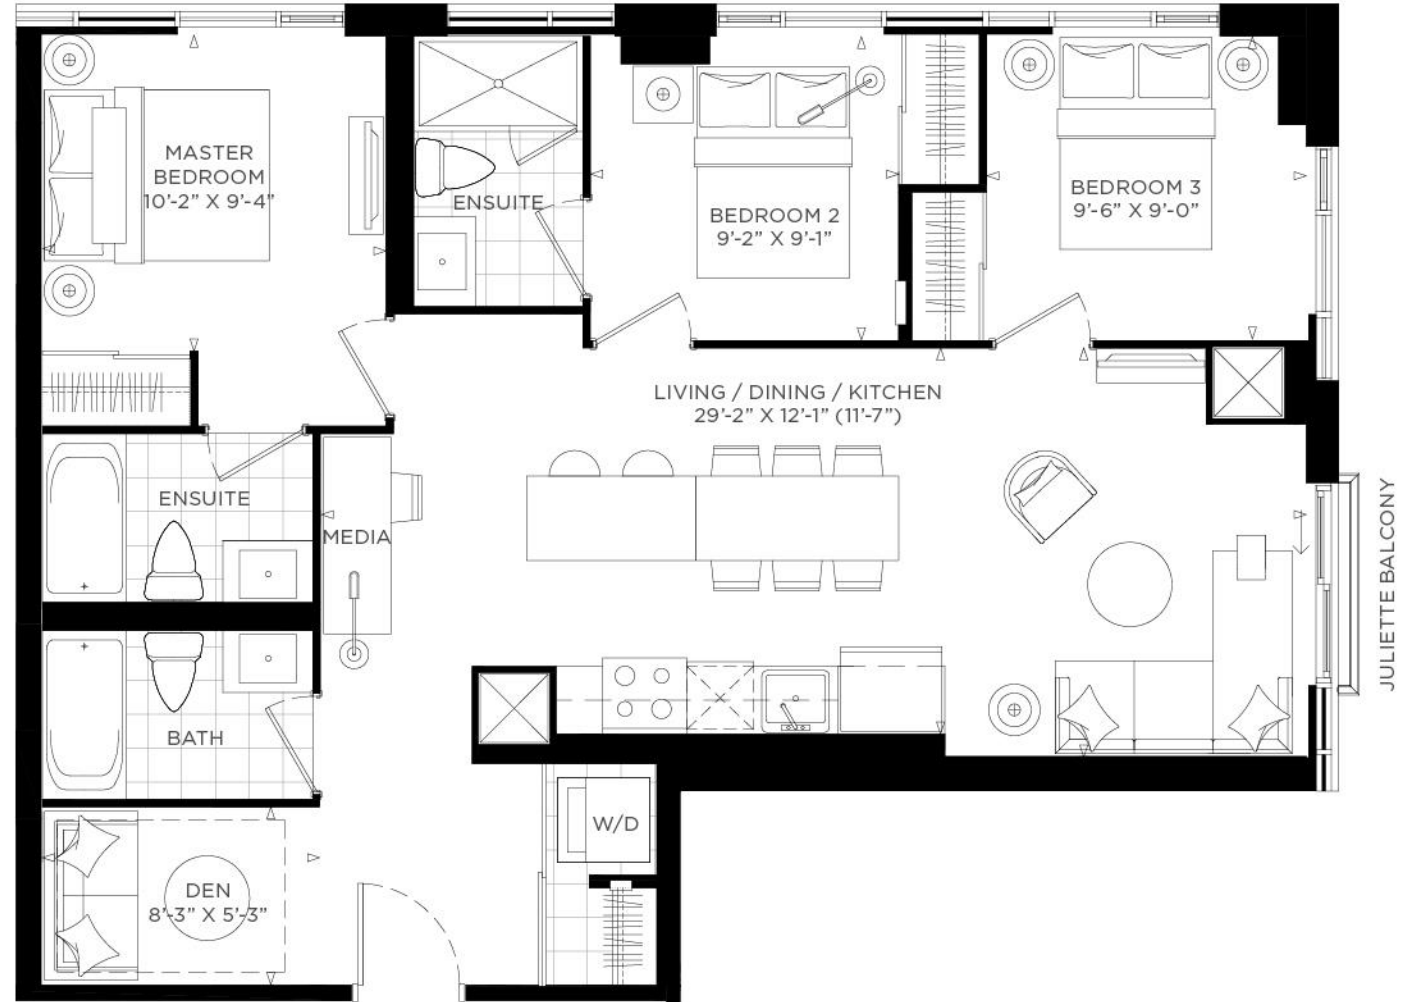 MASTER
BEDROOM
10'-2" X 9'-4"
ENSUITE
BEDROOM 2
9'-2" X 9'-1"
BEDROOM 3
9'-6" X 9'-0"
LIVING / DINING / KITCHEN
29'-2" X 12'-1" (11'-7")
ENSUITE
MEDIA
JULIETTE BALCONY
BATH
W/D
DEN
8'-3" X 5'-3"